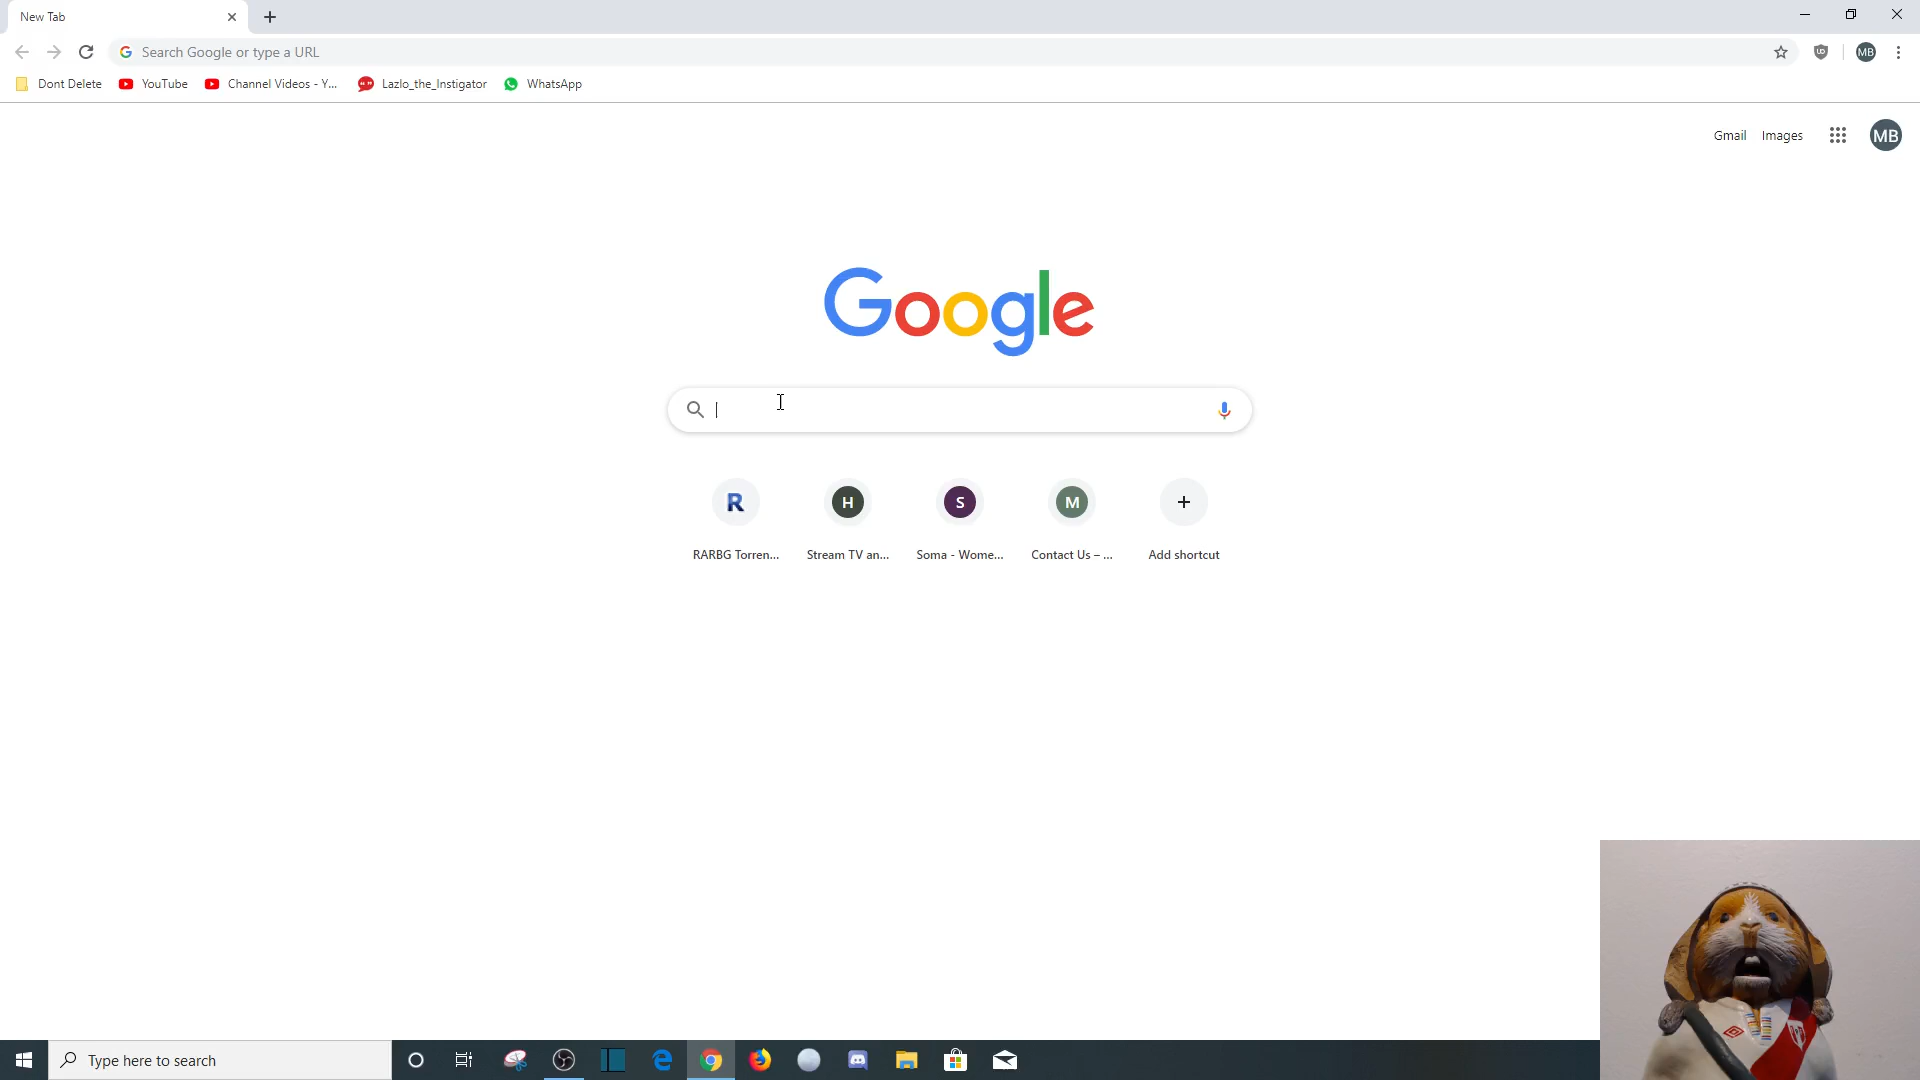 New Tab
Search Google or type a URL
MB
Dont Delete
YouTube
Channel Videos - Y...
Lazlo_the_Instigator
WhatsApp
Gmail
Images
MB
Google
R
H
S
M
RARBG Torren...
Stream TV an...
Soma - Wome...
Contact Us – ...
Add shortcut
Type here to search